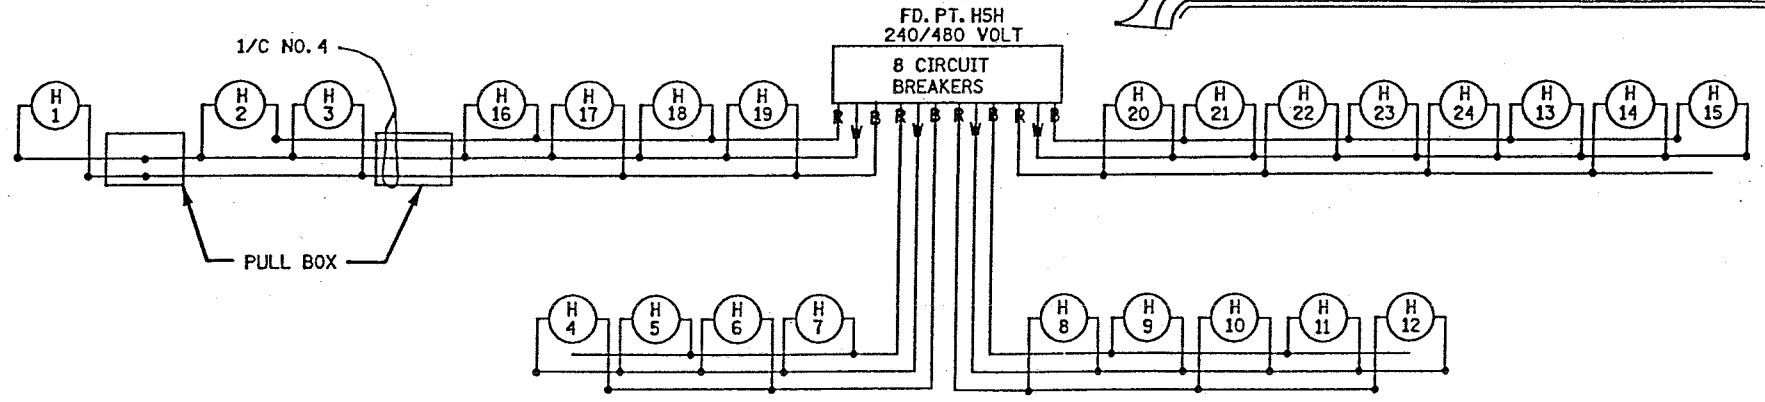 FD. PT. H5H
240/480 VOLT
8 CIRCUIT
BREAKERS
1/C NO. 4
H
1
H
2
H
3
H
16
H
17
H
18
H
19
R W B R W B R W B R W B
H
20
H
21
H
22
H
23
H
24
H
13
H
14
H
15
PULL BOX
H
4
H
5
H
6
H
7
H
8
H
9
H
10
H
11
H
12